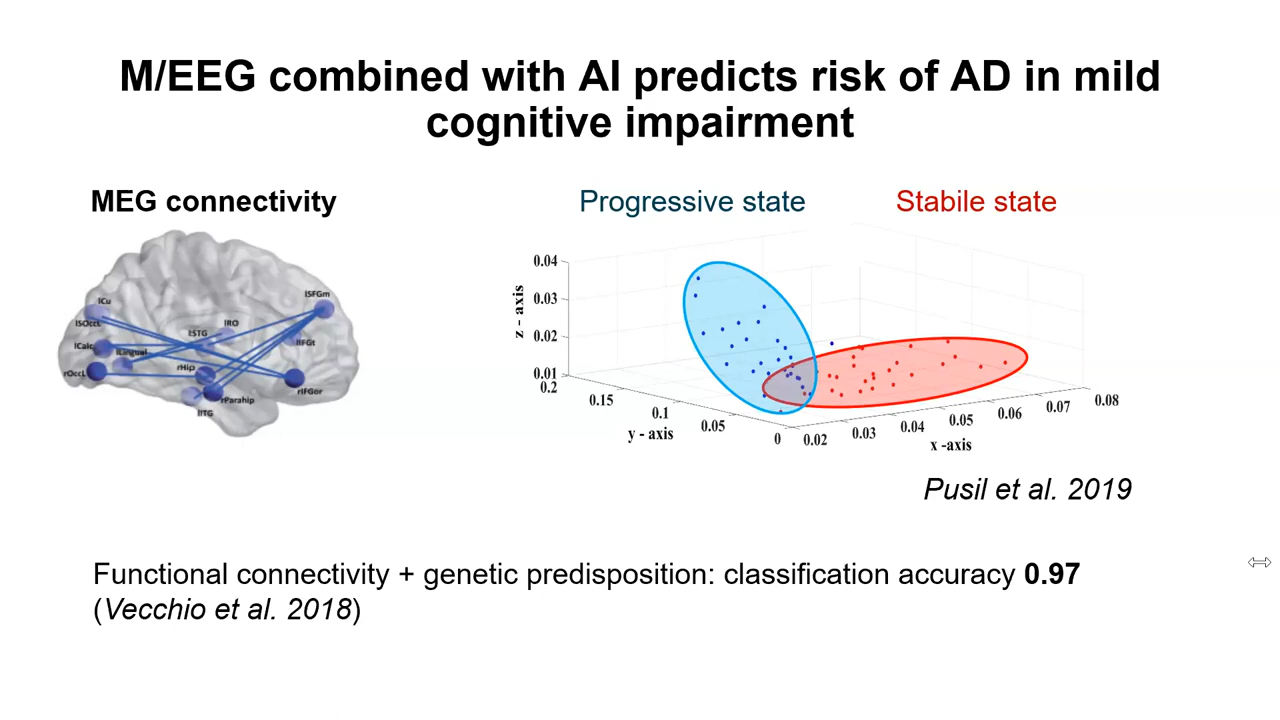 M/EEG combined with AI predicts risk of AD in mild
cognitive impairment
MEG connectivity
Progressive state
Stabile state
lCu
lSOccL
lCalc
lLingual
rOccL
lSTG
lRO
rHip
lITG
rParahip
lSFGm
lIFGt
rIFGor
z - axis
0.04
0.03
0.02
0.01
0.2
0.15
0.1
0.05
0
y - axis
0.02
0.03
0.04
0.05
0.06
0.07
0.08
x -axis
Pusil et al. 2019
Functional connectivity + genetic predisposition: classification accuracy 0.97
(Vecchio et al. 2018)